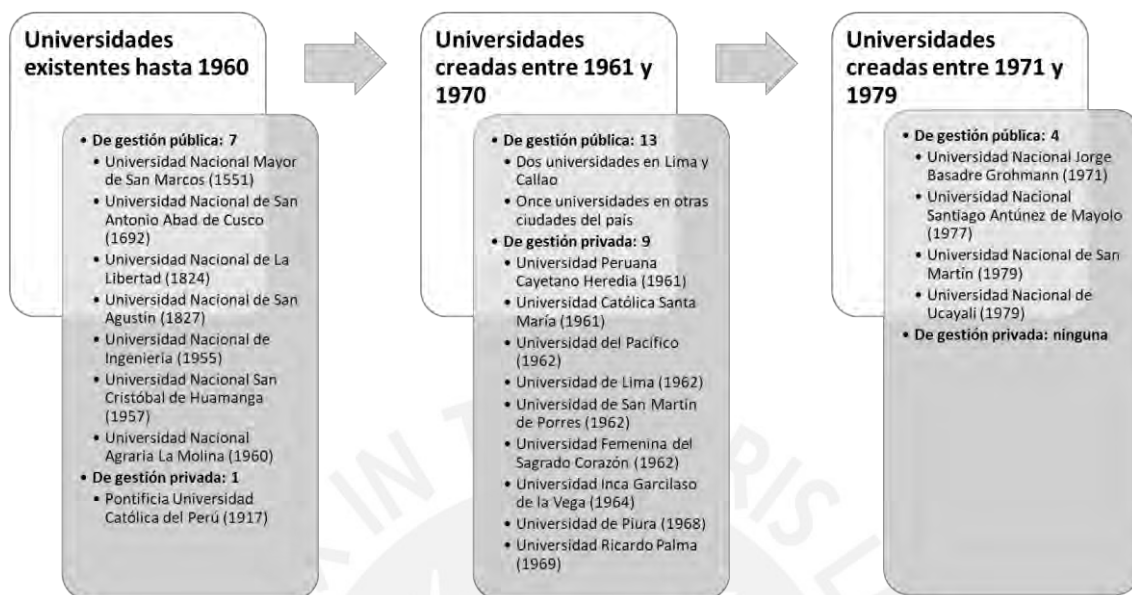 Universidades
existentes hasta 1960
• De gestión pública: 7
• Universidad Nacional Mayor
de San Marcos (1551)
• Universidad Nacional de San
Antonio Abad de Cusco
(1692)
• Universidad Nacional de La
Libertad (1824)
• Universidad Nacional de San
Agustín (1827)
• Universidad Nacional de
Ingeniería (1955)
• Universidad Nacional San
Cristóbal de Huamanga
(1957)
• Universidad Nacional
Agraria La Molina (1960)
• De gestión privada: 1
• Pontificia Universidad
Católica del Perú (1917)
Universidades
creadas entre 1961 y
1970
• De gestión pública: 13
• Dos universidades en Lima y
Callao
• Once universidades en otras
ciudades del país
• De gestión privada: 9
• Universidad Peruana
Cayetano Heredia (1961)
• Universidad Católica Santa
María (1961)
• Universidad del Pacífico
(1962)
• Universidad de Lima (1962)
• Universidad de San Martín
de Porres (1962)
• Universidad Femenina del
Sagrado Corazón (1962)
• Universidad Inca Garcilaso
de la Vega (1964)
• Universidad de Piura (1968)
• Universidad Ricardo Palma
(1969)
Universidades
creadas entre 1971 y
1979
• De gestión pública: 4
• Universidad Nacional Jorge
Basadre Grohmann (1971)
• Universidad Nacional
Santiago Antúnez de Mayolo
(1977)
• Universidad Nacional de San
Martín (1979)
• Universidad Nacional de
Ucayali (1979)
• De gestión privada: ninguna
IN